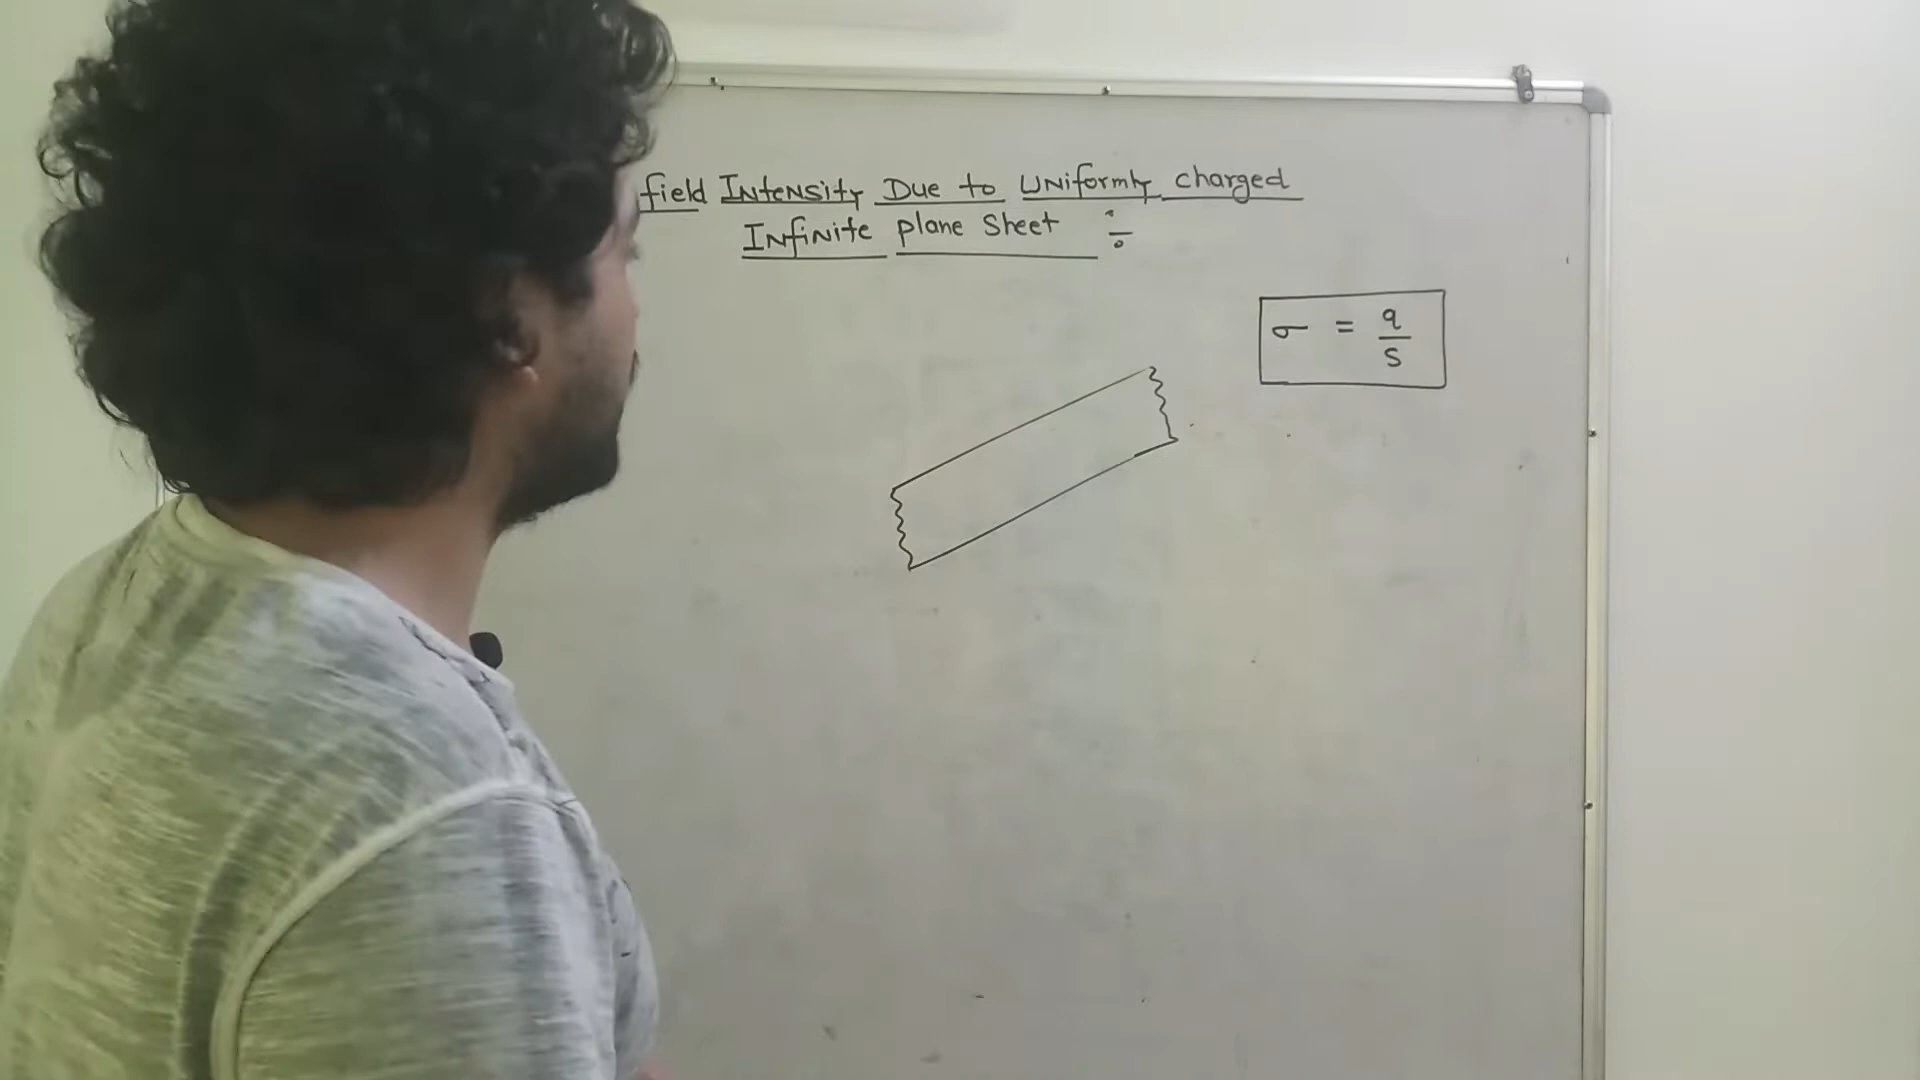 field Intensity Due to Uniformly charged
Infinite plane Sheet ÷
σ = q/s